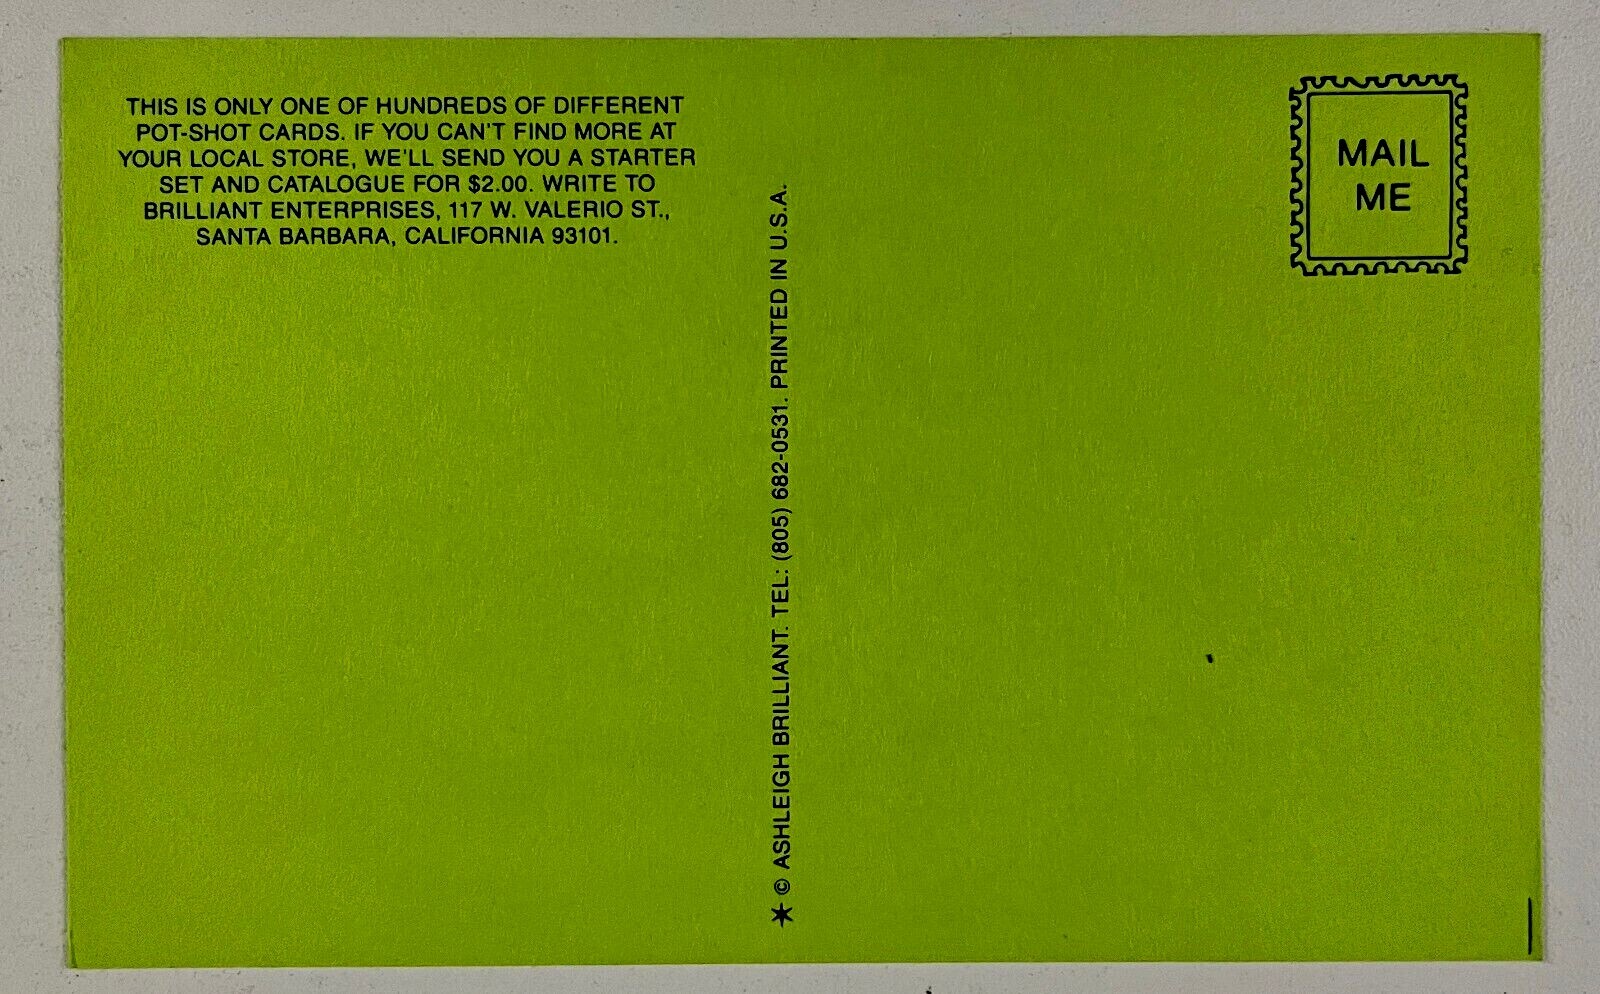 THIS IS ONLY ONE OF HUNDREDS OF DIFFERENT
POT-SHOT CARDS. IF YOU CAN'T FIND MORE AT
YOUR LOCAL STORE, WE'LL SEND YOU A STARTER
SET AND CATALOGUE FOR $2.00. WRITE TO
BRILLIANT ENTERPRISES, 117 W. VALERIO ST.,
SANTA BARBARA, CALIFORNIA 93101.
© ASHLEIGH BRILLIANT. TEL: (805) 682-0531. PRINTED IN U.S.A.
MAIL
ME